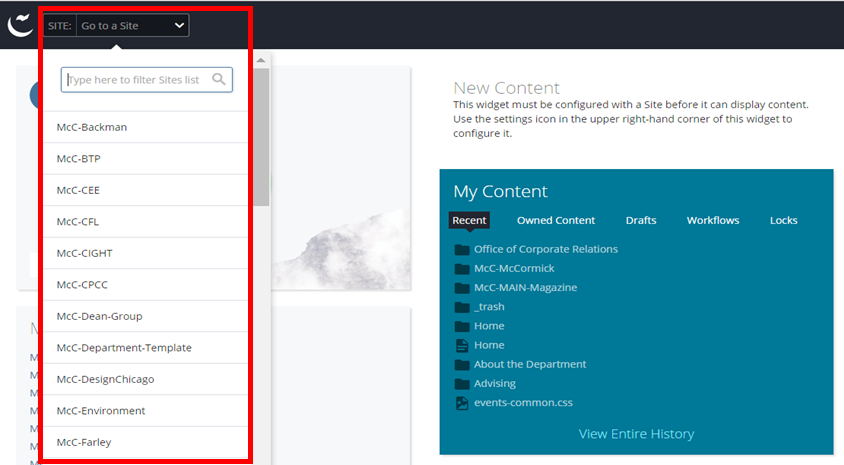 SITE: Go to a Site
Type here to filter Sites list
McC-Backman
McC-BTP
McC-CEE
McC-CFL
McC-CIGHT
McC-CPCC
McC-Dean-Group
McC-Department-Template
McC-DesignChicago
McC-Environment
McC-Farley
New Content
This widget must be configured with a Site before it can display content.
Use the settings icon in the upper right-hand corner of this widget to
configure it.
My Content
Recent Owned Content Drafts Workflows Locks
Office of Corporate Relations
McC-McCormick
McC-MAIN-Magazine
_trash
Home
Home
About the Department
Advising
events-common.css
View Entire History